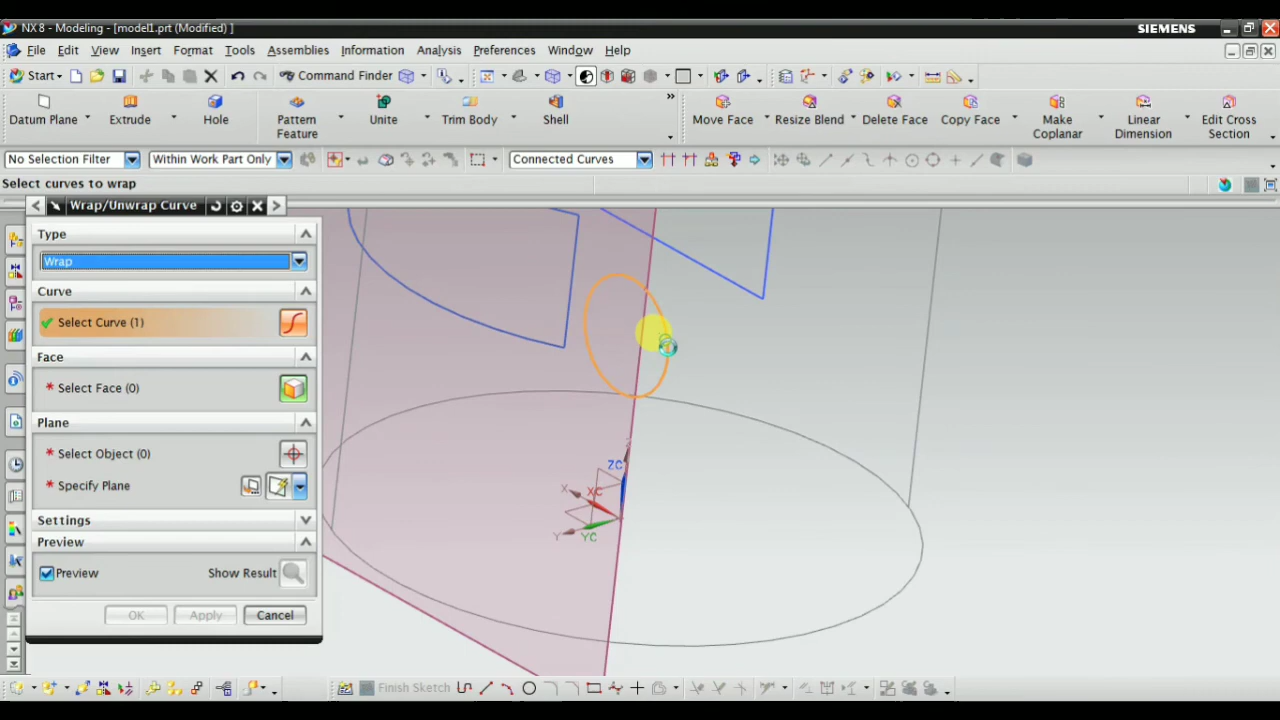 NX 8 - Modeling - [model1.prt (Modified) ]
SIEMENS
File Edit View Insert Format Tools Assemblies Information Analysis Preferences Window Help
Start Command Finder
Datum Plane Extrude Hole Pattern Feature Unite Trim Body Shell Move Face Resize Blend Delete Face Copy Face Make Coplanar Linear Dimension Edit Cross Section
No Selection Filter Within Work Part Only Connected Curves
Select curves to wrap
Wrap/Unwrap Curve
Type
Wrap
Curve
Select Curve (1)
Face
* Select Face (0)
Plane
* Select Object (0)
* Specify Plane
Settings
Preview
Preview Show Result
OK Apply Cancel
Z
ZC
X XC
Y YC
Finish Sketch